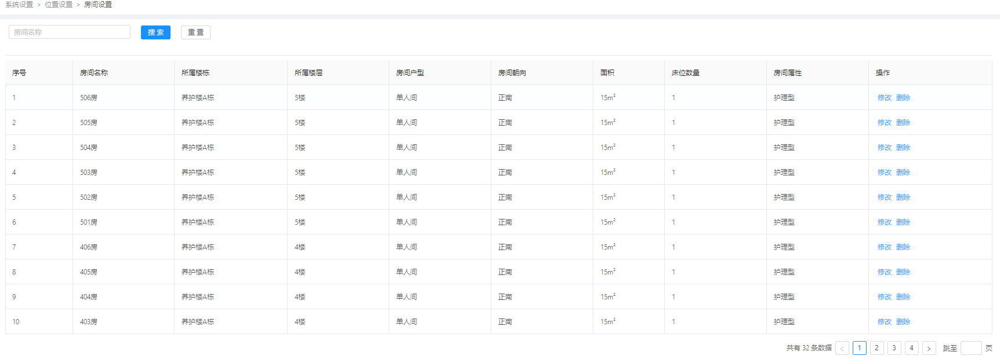 系统设置 > 位置设置 > 房间设置
房间名称 搜索 重置
序号 房间名称 所属楼栋 所属楼层 房间户型 房间朝向 面积 床位数量 房间属性 操作
1 506房 养护楼A栋 5楼 单人间 正南 15m² 1 护理型 修改 删除
2 505房 养护楼A栋 5楼 单人间 正南 15m² 1 护理型 修改 删除
3 504房 养护楼A栋 5楼 单人间 正南 15m² 1 护理型 修改 删除
4 503房 养护楼A栋 5楼 单人间 正南 15m² 1 护理型 修改 删除
5 502房 养护楼A栋 5楼 单人间 正南 15m² 1 护理型 修改 删除
6 501房 养护楼A栋 5楼 单人间 正南 15m² 1 护理型 修改 删除
7 406房 养护楼A栋 4楼 单人间 正南 15m² 1 护理型 修改 删除
8 405房 养护楼A栋 4楼 单人间 正南 15m² 1 护理型 修改 删除
9 404房 养护楼A栋 4楼 单人间 正南 15m² 1 护理型 修改 删除
10 403房 养护楼A栋 4楼 单人间 正南 15m² 1 护理型 修改 删除
共有 32 条数据 < 1 2 3 4 > 跳至 页